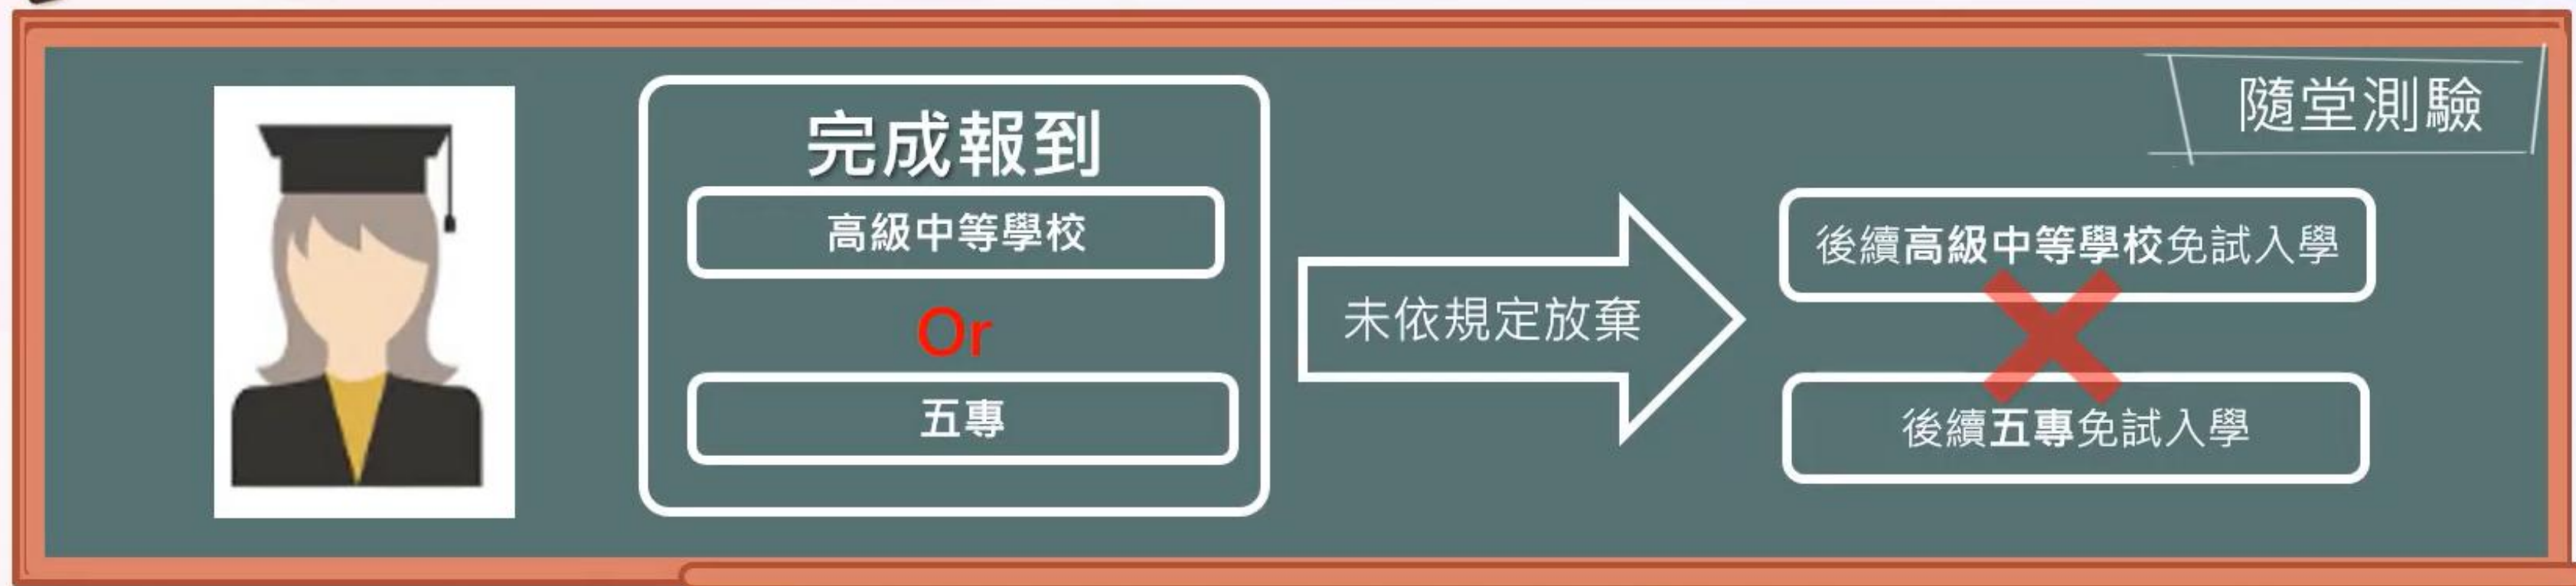 隨堂測驗
完成報到
高級中等學校
Or
五專
未依規定放棄
後續高級中等學校免試入學
後續五專免試入學